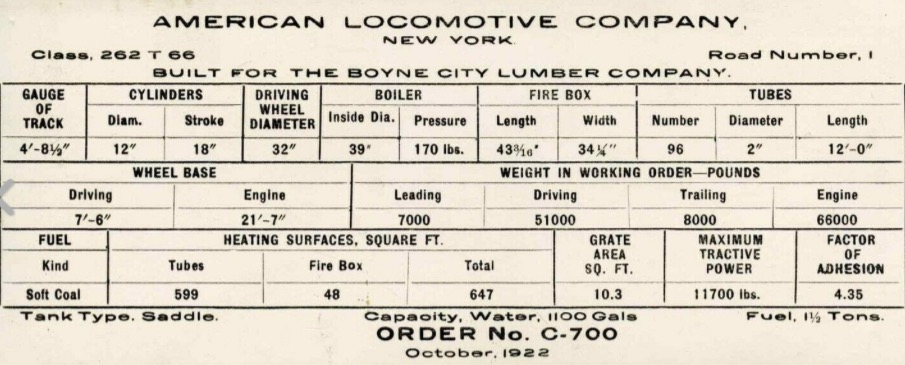 AMERICAN LOCOMOTIVE COMPANY,
NEW YORK.
Class, 262 T 66 Road Number, 1
BUILT FOR THE BOYNE CITY LUMBER COMPANY.
GAUGE OF TRACK CYLINDERS DRIVING WHEEL DIAMETER BOILER FIRE BOX TUBES
Diam. Stroke Inside Dia. Pressure Length Width Number Diameter Length
4'-8½" 12" 18" 32" 39" 170 lbs. 43 3/16" 34¼" 96 2" 12'-0"
WHEEL BASE WEIGHT IN WORKING ORDER—POUNDS
Driving Engine Leading Driving Trailing Engine
7'-6" 21'-7" 7000 51000 8000 66000
FUEL HEATING SURFACES, SQUARE FT. GRATE AREA SQ. FT. MAXIMUM TRACTIVE POWER FACTOR OF ADHESION
Kind Tubes Fire Box Total
Soft Coal 599 48 647 10.3 11700 lbs. 4.35
Tank Type. Saddle. Capacity, Water, 1100 Gals Fuel, 1½ Tons.
ORDER No. C-700
October, 1922